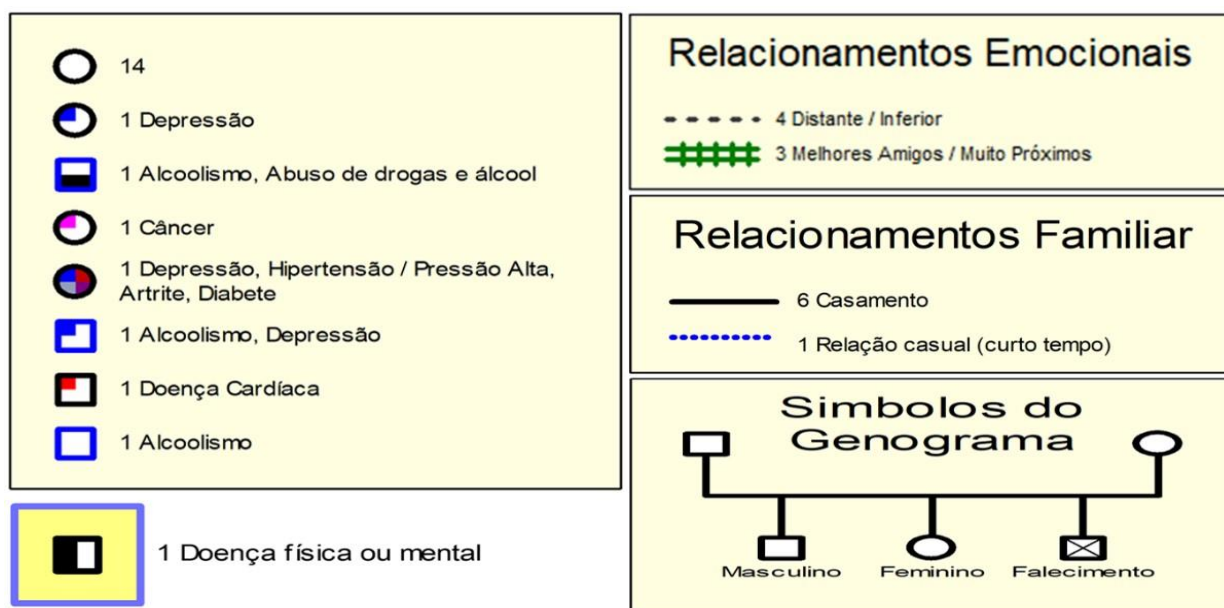 14
1 Depressão
1 Alcoolismo, Abuso de drogas e álcool
1 Câncer
1 Depressão, Hipertensão / Pressão Alta,
Artrite, Diabete
1 Alcoolismo, Depressão
1 Doença Cardíaca
1 Alcoolismo
1 Doença física ou mental
Relacionamentos Emocionais
4 Distante / Inferior
3 Melhores Amigos / Muito Próximos
Relacionamentos Familiar
6 Casamento
1 Relação casual (curto tempo)
Simbolos do
Genograma
Masculino Feminino Falecimento